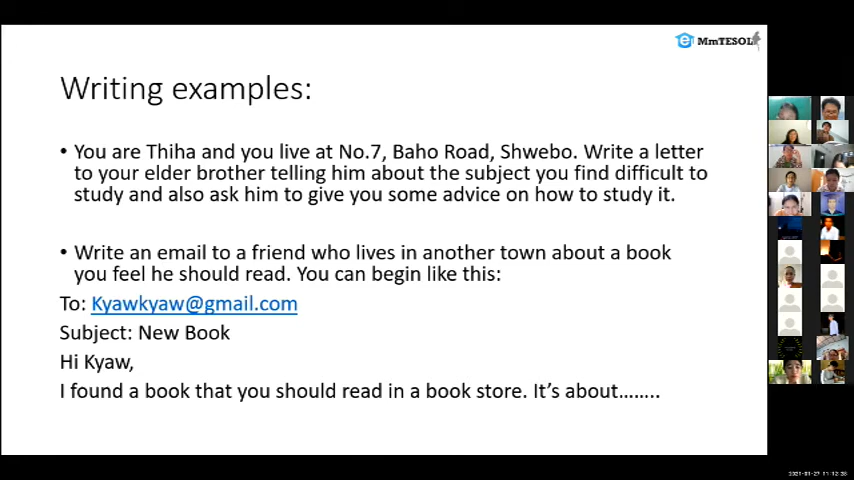 MmTESOL
Writing examples:
• You are Thiha and you live at No.7, Baho Road, Shwebo. Write a letter
to your elder brother telling him about the subject you find difficult to
study and also ask him to give you some advice on how to study it.
• Write an email to a friend who lives in another town about a book
you feel he should read. You can begin like this:
To: Kyawkyaw@gmail.com
Subject: New Book
Hi Kyaw,
I found a book that you should read in a book store. It's about........